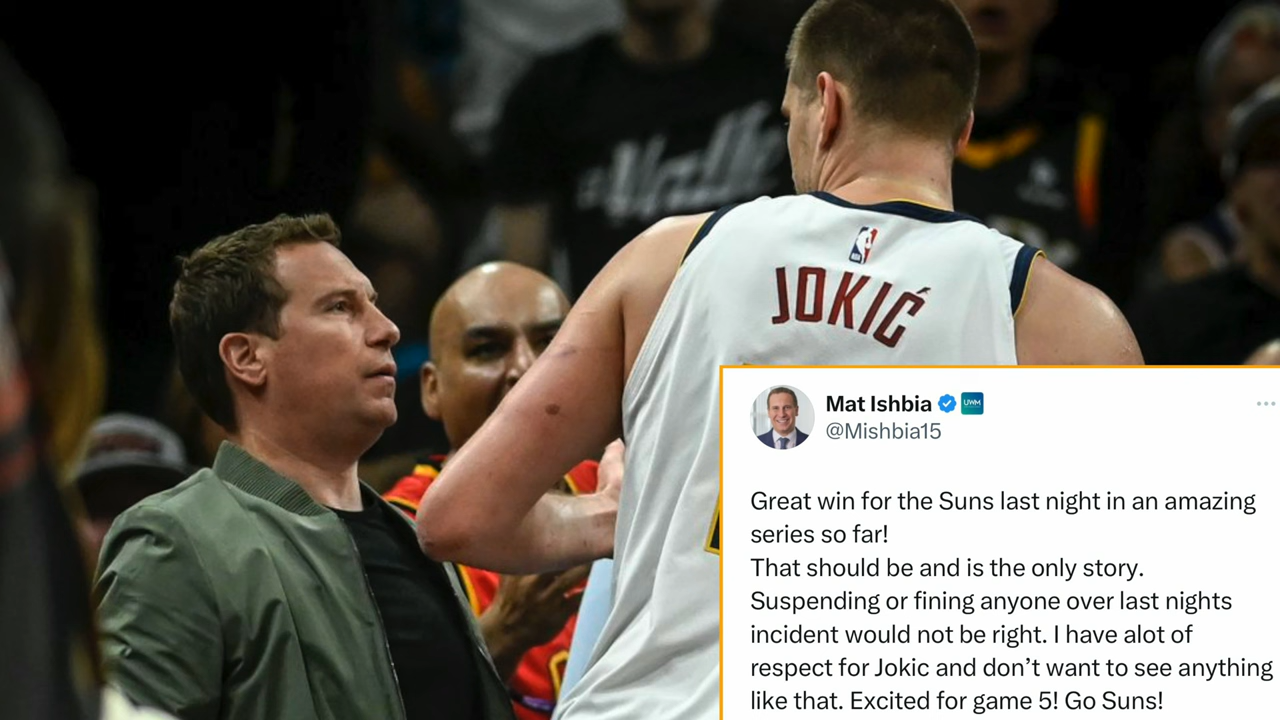 JOKIĆ
Mat Ishbia
UWM
@Mishbia15
Great win for the Suns last night in an amazing
series so far!
That should be and is the only story.
Suspending or fining anyone over last nights
incident would not be right. I have alot of
respect for Jokic and don’t want to see anything
like that. Excited for game 5! Go Suns!